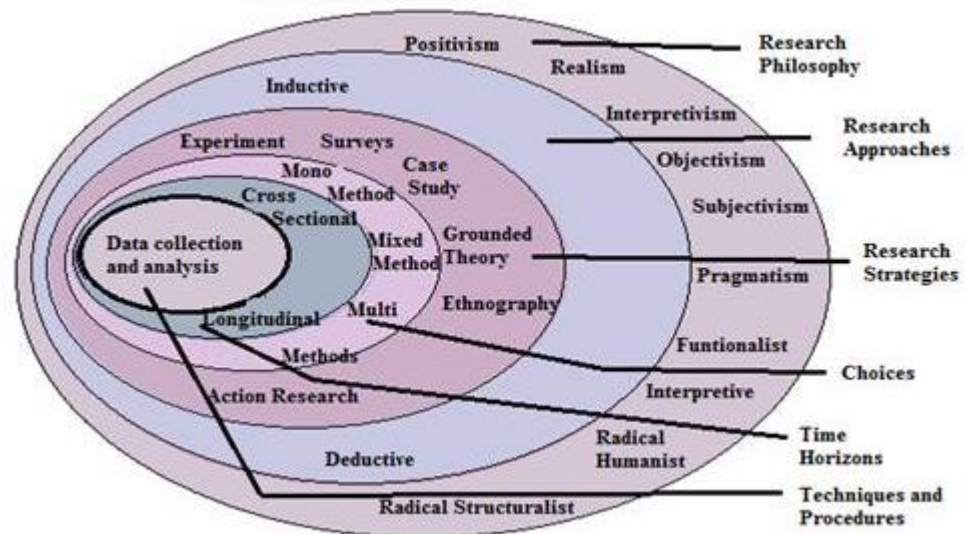 Positivism
Realism
Research
Philosophy
Inductive
Interpretivism
Experiment
Surveys
Research
Approaches
Objectivism
Mono
Method
Case
Study
Cross
Sectional
Subjectivism
Data collection
and analysis
Mixed
Method
Grounded
Theory
Research
Strategies
Pragmatism
Ethnography
Longitudinal
Multi
Methods
Funtionalist
Choices
Action Research
Interpretive
Radical
Humanist
Time
Horizons
Deductive
Techniques and
Procedures
Radical Structuralist